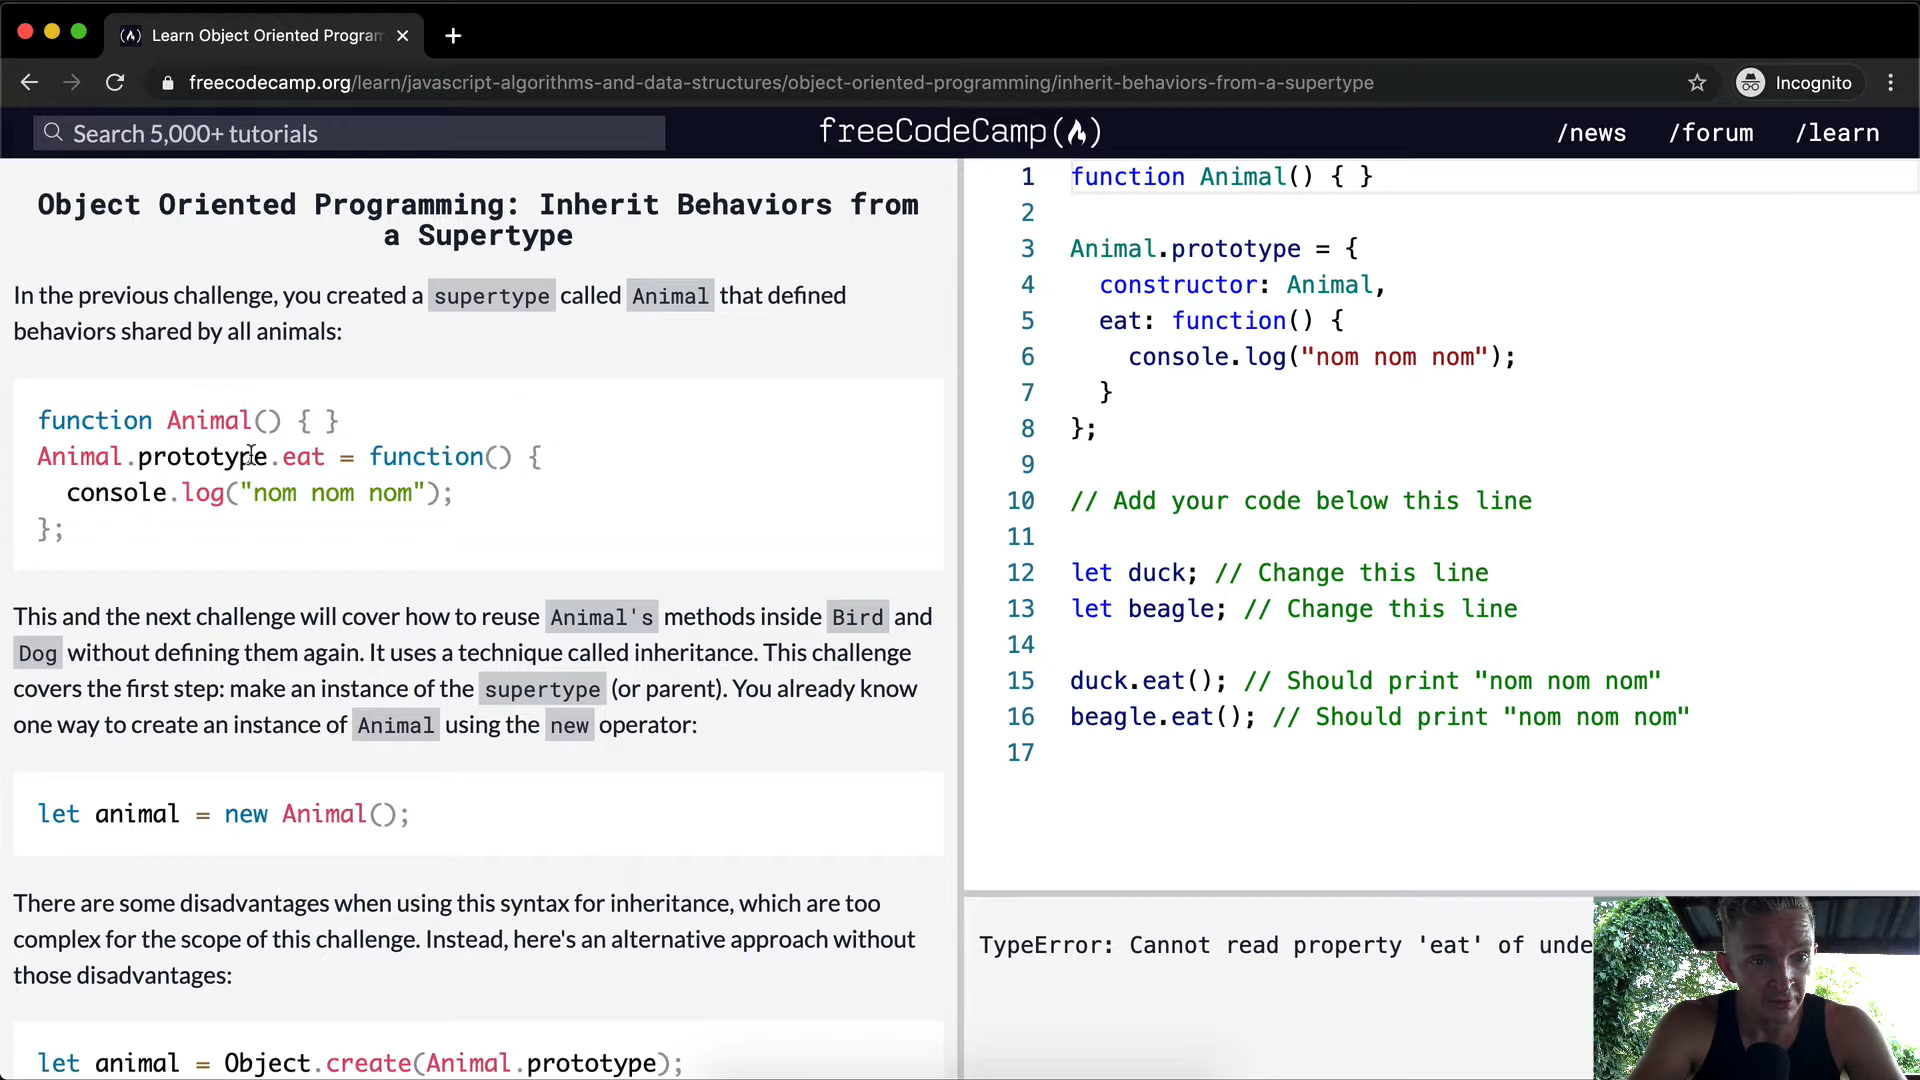 Learn Object Oriented Program
freecodecamp.org/learn/javascript-algorithms-and-data-structures/object-oriented-programming/inherit-behaviors-from-a-supertype
Incognito
Search 5,000+ tutorials
freeCodeCamp(🔥)
/news /forum /learn
Object Oriented Programming: Inherit Behaviors from
a Supertype
In the previous challenge, you created a supertype called Animal that defined
behaviors shared by all animals:
function Animal() { }
Animal.prototype.eat = function() {
console.log("nom nom nom");
};
This and the next challenge will cover how to reuse Animal's methods inside Bird and
Dog without defining them again. It uses a technique called inheritance. This challenge
covers the first step: make an instance of the supertype (or parent). You already know
one way to create an instance of Animal using the new operator:
let animal = new Animal();
There are some disadvantages when using this syntax for inheritance, which are too
complex for the scope of this challenge. Instead, here's an alternative approach without
those disadvantages:
let animal = Object.create(Animal.prototype);
1 function Animal() { }
2
3 Animal.prototype = {
4 constructor: Animal,
5 eat: function() {
6 console.log("nom nom nom");
7 }
8 };
9
10 // Add your code below this line
11
12 let duck; // Change this line
13 let beagle; // Change this line
14
15 duck.eat(); // Should print "nom nom nom"
16 beagle.eat(); // Should print "nom nom nom"
17
TypeError: Cannot read property 'eat' of unde